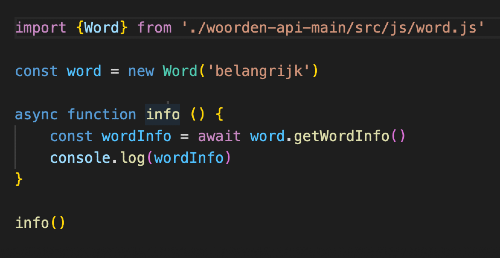 import {Word} from './woorden-api-main/src/js/word.js'
const word = new Word('belangrijk')
async function info () {
const wordInfo = await word.getWordInfo()
console.log(wordInfo)
}
info()